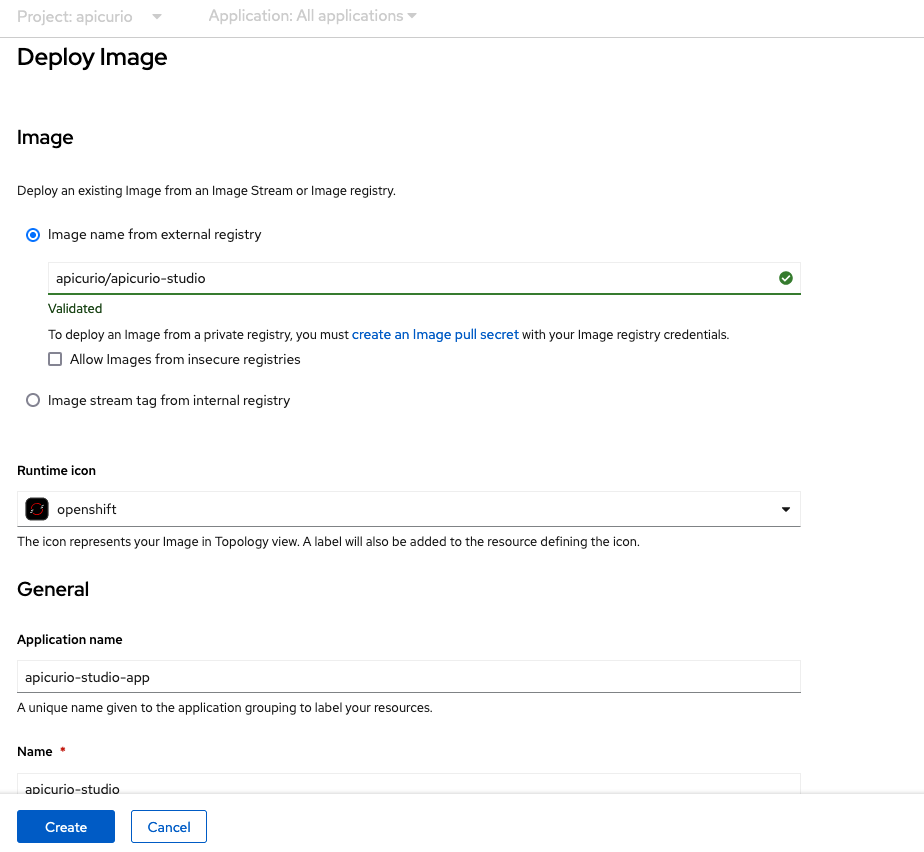 Project: apicurio
Application: All applications
Deploy Image
Image
Deploy an existing Image from an Image Stream or Image registry.
Image name from external registry
apicurio/apicurio-studio
Validated
To deploy an Image from a private registry, you must create an Image pull secret with your Image registry credentials.
Allow Images from insecure registries
Image stream tag from internal registry
Runtime icon
openshift
The icon represents your Image in Topology view. A label will also be added to the resource defining the icon.
General
Application name
apicurio-studio-app
A unique name given to the application grouping to label your resources.
Name *
apicurio-studio
Create
Cancel